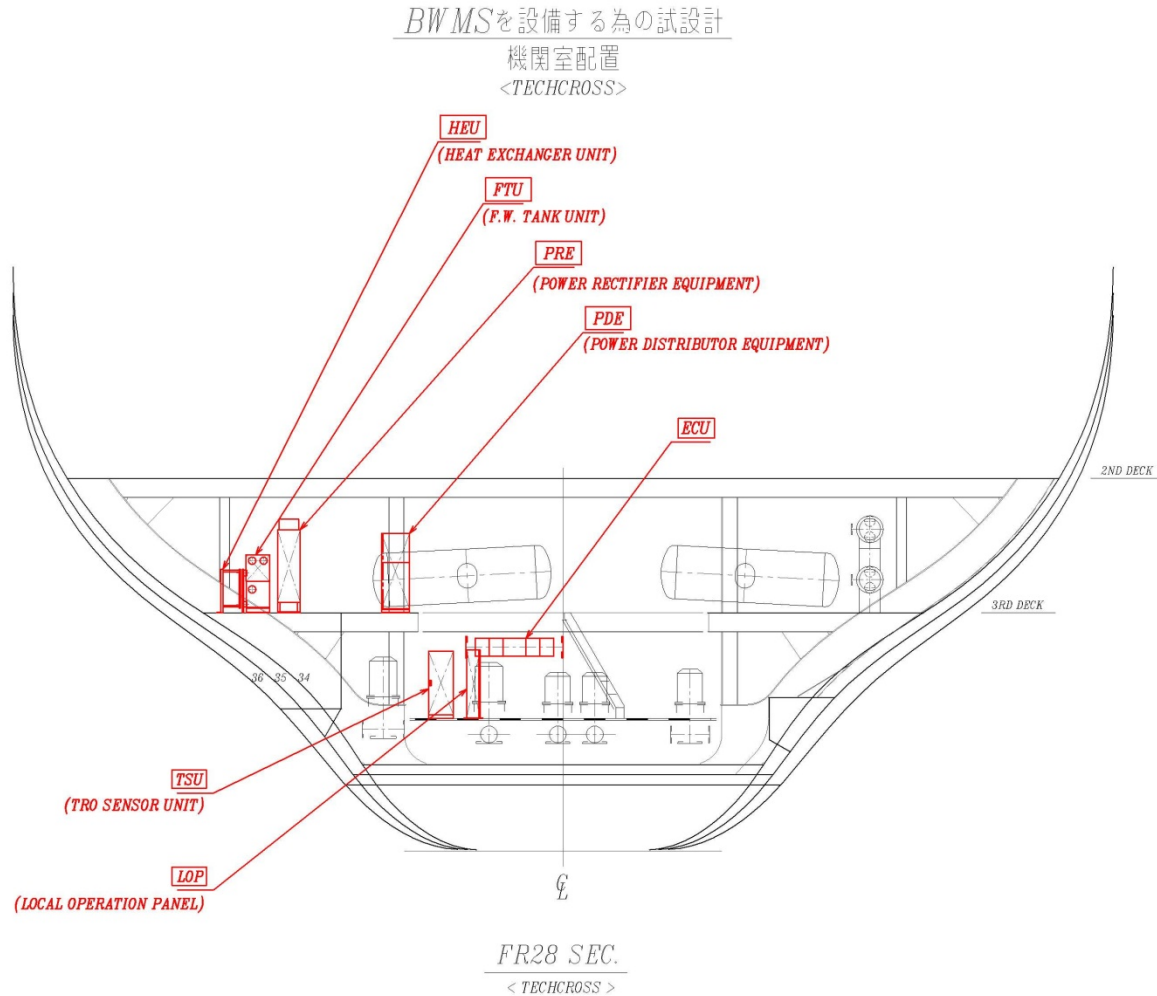 BWMSを設備する為の試設計
機関室配置
<TECHCROSS>
HEU
(HEAT EXCHANGER UNIT)
FTU
(F.W. TANK UNIT)
PRE
(POWER RECTIFIER EQUIPMENT)
PDE
(POWER DISTRIBUTOR EQUIPMENT)
ECU
2ND DECK
3RD DECK
36 35 34
TSU
(TRO SENSOR UNIT)
LOP
(LOCAL OPERATION PANEL)
℄
FR28 SEC.
< TECHCROSS >